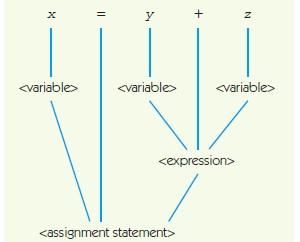 x = y + z
<variable> <variable> <variable>
<expression>
<assignment statement>